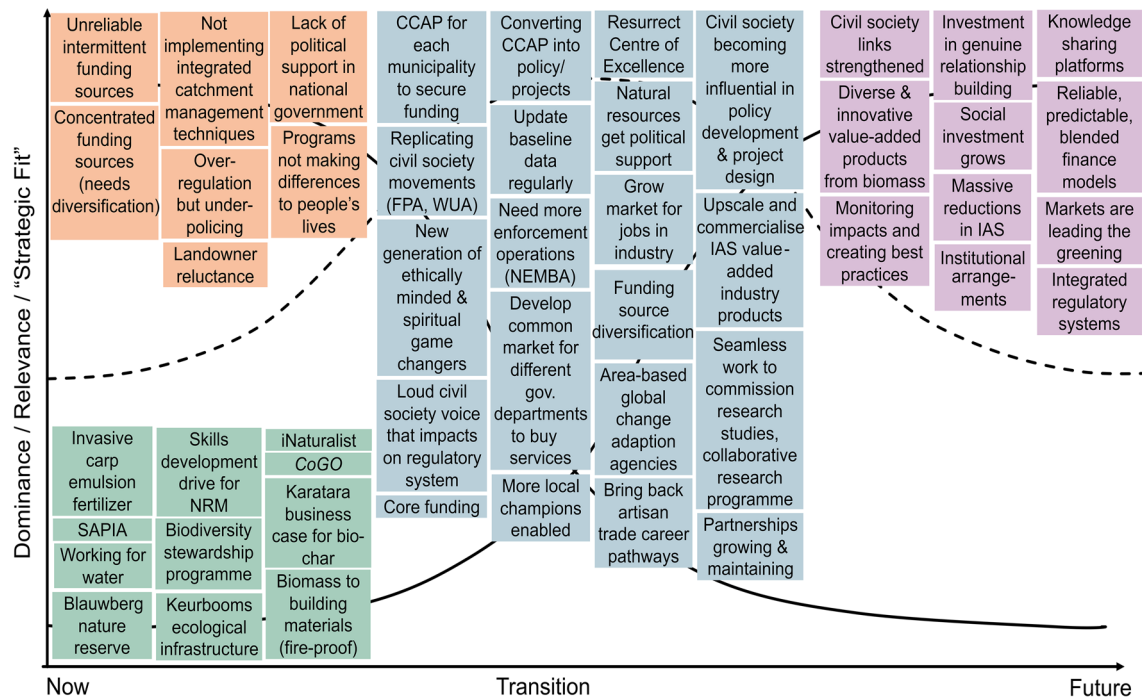 Dominance / Relevance / “Strategic Fit”
Unreliable
intermittent
funding
sources
Concentrated
funding
sources
(needs
diversification)
Not
implementing
integrated
catchment
management
techniques
Over-
regulation
but under-
policing
Landowner
reluctance
Lack of
political
support in
national
government
Programs
not making
differences
to people’s
lives
Invasive
carp
emulsion
fertilizer
SAPIA
Working for
water
Blauwberg
nature
reserve
Skills
development
drive for
NRM
Biodiversity
stewardship
programme
Keurbooms
ecological
infrastructure
iNaturalist
CoGO
Karatara
business
case for bio-
char
Biomass to
building
materials
(fire-proof)
CCAP for
each
municipality
to secure
funding
Replicating
civil society
movements
(FPA, WUA)
New
generation of
ethically
minded &
spiritual
game
changers
Loud civil
society voice
that impacts
on regulatory
system
Core funding
Converting
CCAP into
policy/
projects
Update
baseline
data
regularly
Need more
enforcement
operations
(NEMBA)
Develop
common
market for
different
gov.
departments
to buy
services
More local
champions
enabled
Resurrect
Centre of
Excellence
Natural
resources
get political
support
Grow
market for
jobs in
industry
Funding
source
diversification
Area-based
global
change
adaption
agencies
Bring back
artisan
trade career
pathways
Civil society
becoming
more
influential in
policy
development
& project
design
Upscale and
commercialise
IAS value-
added
industry
products
Seamless
work to
commission
research
studies,
collaborative
research
programme
Partnerships
growing &
maintaining
Civil society
links
strengthened
Diverse &
innovative
value-added
products
from biomass
Monitoring
impacts and
creating best
practices
Investment
in genuine
relationship
building
Social
investment
grows
Massive
reductions
in IAS
Institutional
arrange-
ments
Knowledge
sharing
platforms
Reliable,
predictable,
blended
finance
models
Markets are
leading the
greening
Integrated
regulatory
systems
Now
Transition
Future